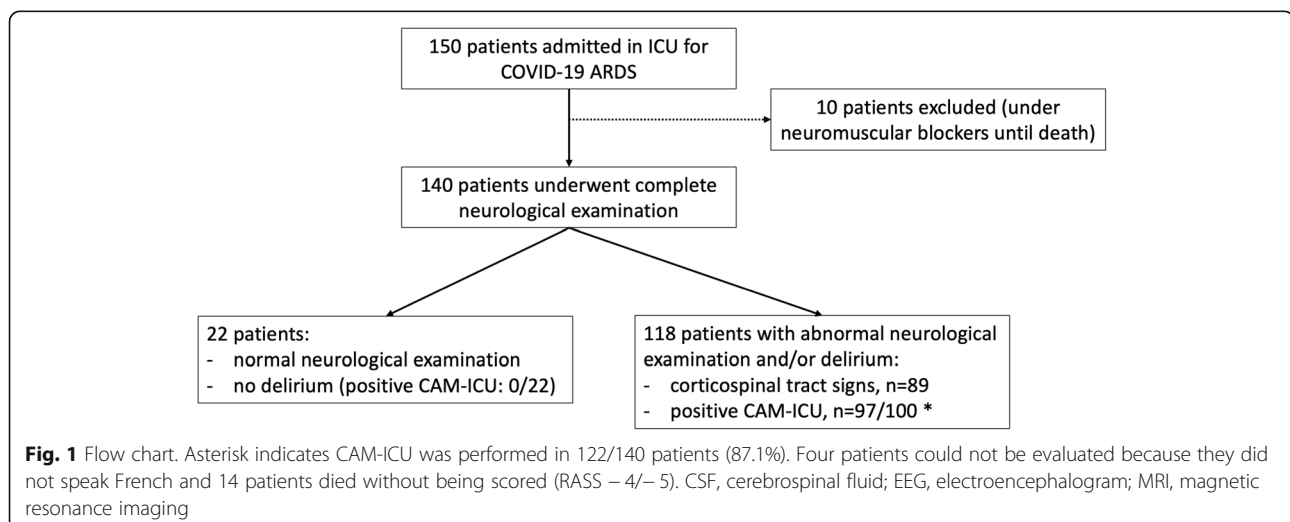 150 patients admitted in ICU for
COVID-19 ARDS
10 patients excluded (under
neuromuscular blockers until death)
140 patients underwent complete
neurological examination
22 patients:
- normal neurological examination
- no delirium (positive CAM-ICU: 0/22)
118 patients with abnormal neurological
examination and/or delirium:
- corticospinal tract signs, n=89
- positive CAM-ICU, n=97/100 *
Fig. 1 Flow chart. Asterisk indicates CAM-ICU was performed in 122/140 patients (87.1%). Four patients could not be evaluated because they did
not speak French and 14 patients died without being scored (RASS − 4/− 5). CSF, cerebrospinal fluid; EEG, electroencephalogram; MRI, magnetic
resonance imaging